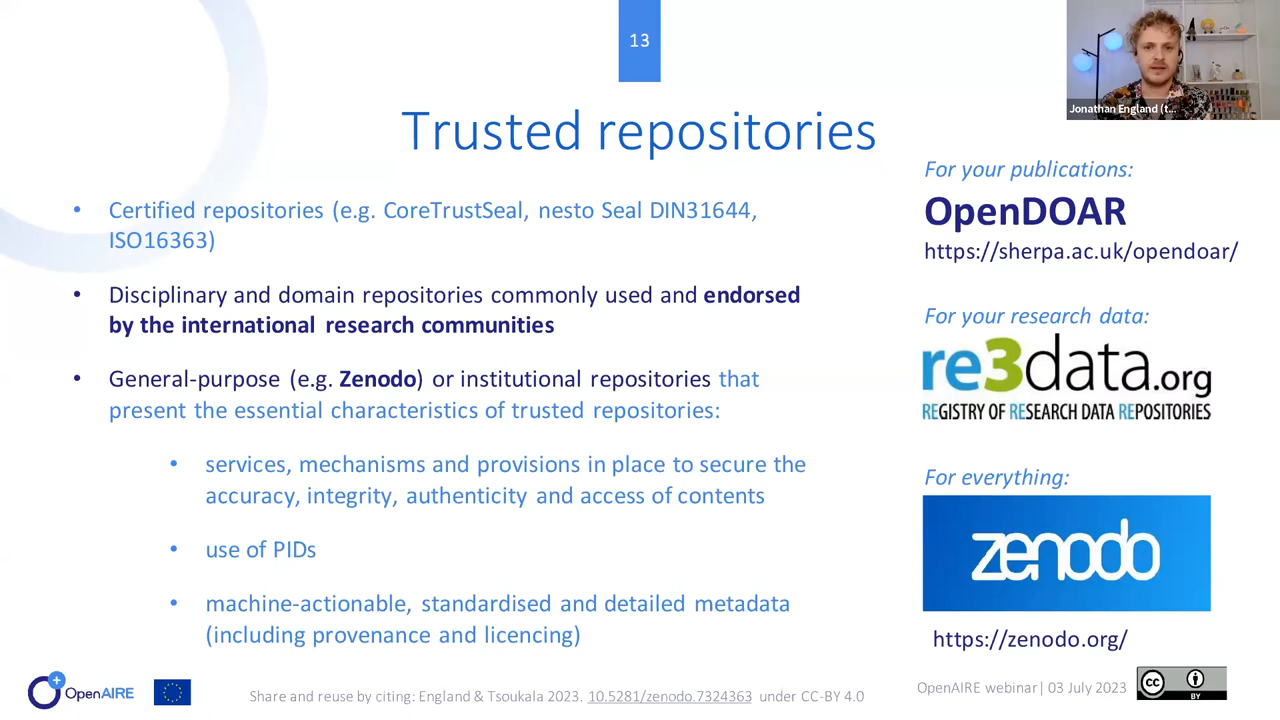 13
Jonathan England (t...
Trusted repositories
• Certified repositories (e.g. CoreTrustSeal, nesto Seal DIN31644,
ISO16363)
• Disciplinary and domain repositories commonly used and endorsed
by the international research communities
• General-purpose (e.g. Zenodo) or institutional repositories that
present the essential characteristics of trusted repositories:
• services, mechanisms and provisions in place to secure the
accuracy, integrity, authenticity and access of contents
• use of PIDs
• machine-actionable, standardised and detailed metadata
(including provenance and licencing)
For your publications:
OpenDOAR
https://sherpa.ac.uk/opendoar/
For your research data:
re3data.org
REGISTRY OF RESEARCH DATA REPOSITORIES
For everything:
zenodo
https://zenodo.org/
OpenAIRE
Share and reuse by citing: England & Tsoukala 2023. 10.5281/zenodo.7324363 under CC-BY 4.0
OpenAIRE webinar| 03 July 2023
cc
BY